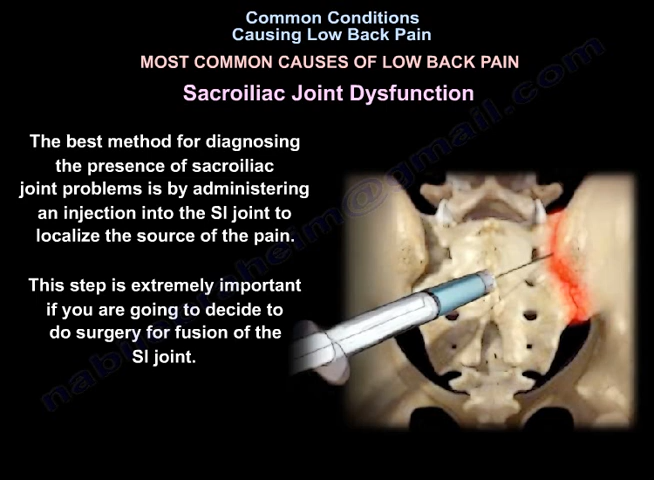 Common Conditions
Causing Low Back Pain
MOST COMMON CAUSES OF LOW BACK PAIN
Sacroiliac Joint Dysfunction
The best method for diagnosing
the presence of sacroiliac
joint problems is by administering
an injection into the SI joint to
localize the source of the pain.
This step is extremely important
if you are going to decide to
do surgery for fusion of the
SI joint.